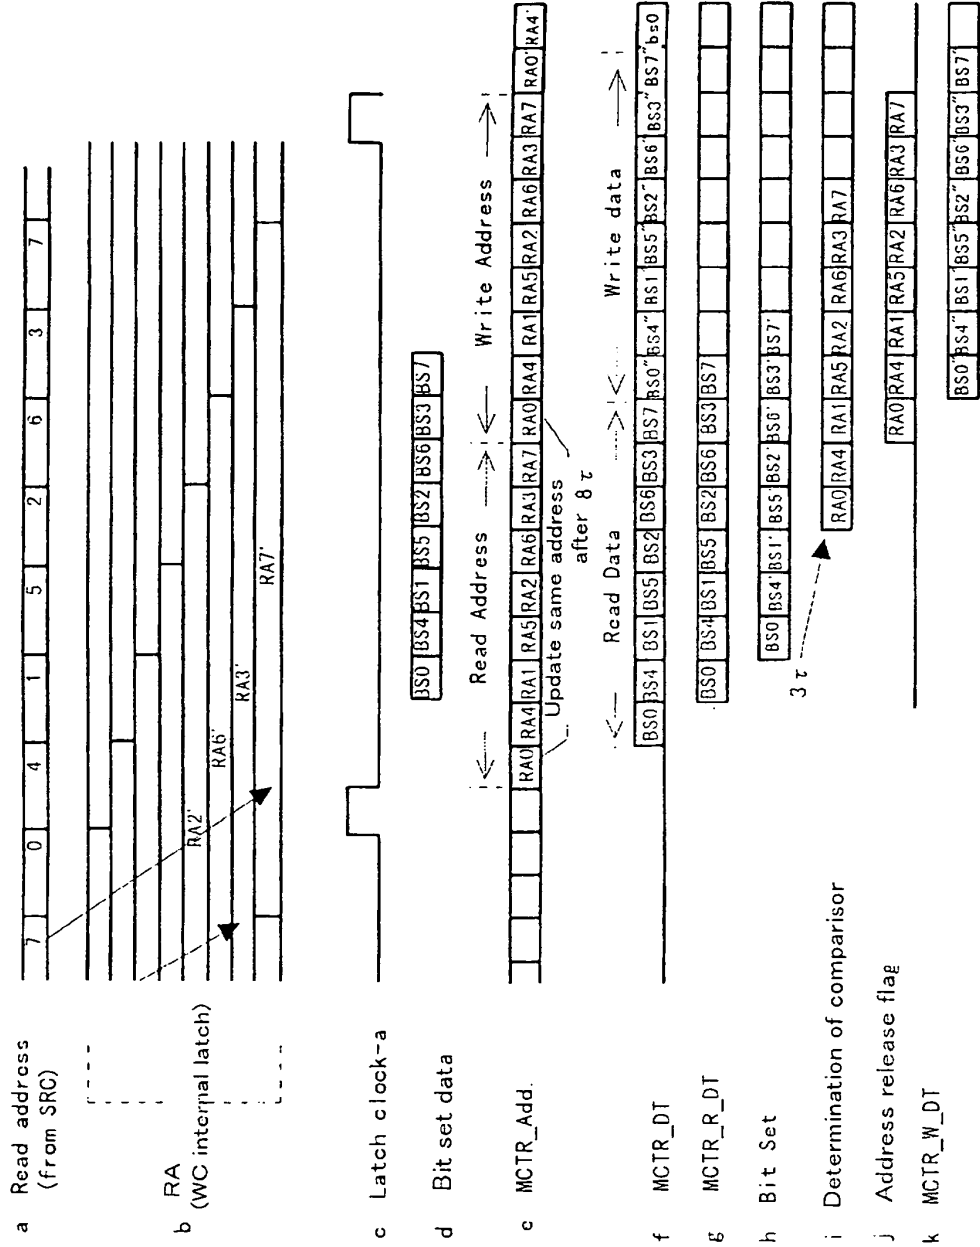 a Read address
(from SRC)
7 0 4 1 5 2 6 3 7
b RA
(WC internal latch)
RA2' RA6' RA3' RA7'
c Latch clock-a
d Bit set data
BS0 BS4 BS1 BS5 BS2 BS6 BS3 BS7
Read Address Write Address
c MCTR_Add.
RA0 RA4 RA1 RA5 RA2 RA6 RA3 RA7 RA0 RA4 RA1 RA5 RA2 RA6 RA3 RA7 RA0' RA4'
Update same address
after 8 τ
Read Data Write data
f MCTR_DT
BS0 BS4 BS1 BS5 BS2 BS6 BS3 BS7 BS0" BS4" BS1" BS5" BS2" BS6" BS3" BS7" bs0
g MCTR_R_DT
BS0 BS4 BS1 BS5 BS2 BS6 BS3 BS7
h Bit Set
BS0' BS4' BS1' BS5' BS2' BS6' BS3' BS7'
3 τ
i Determination of comparisor
RA0 RA4 RA1 RA5 RA2 RA6 RA3 RA7
j Address release flag
RA0 RA4 RA1 RA5 RA2 RA6 RA3 RA7
k MCTR_W_DT
BS0" BS4" BS1" BS5" BS2" BS6" BS3" BS7"